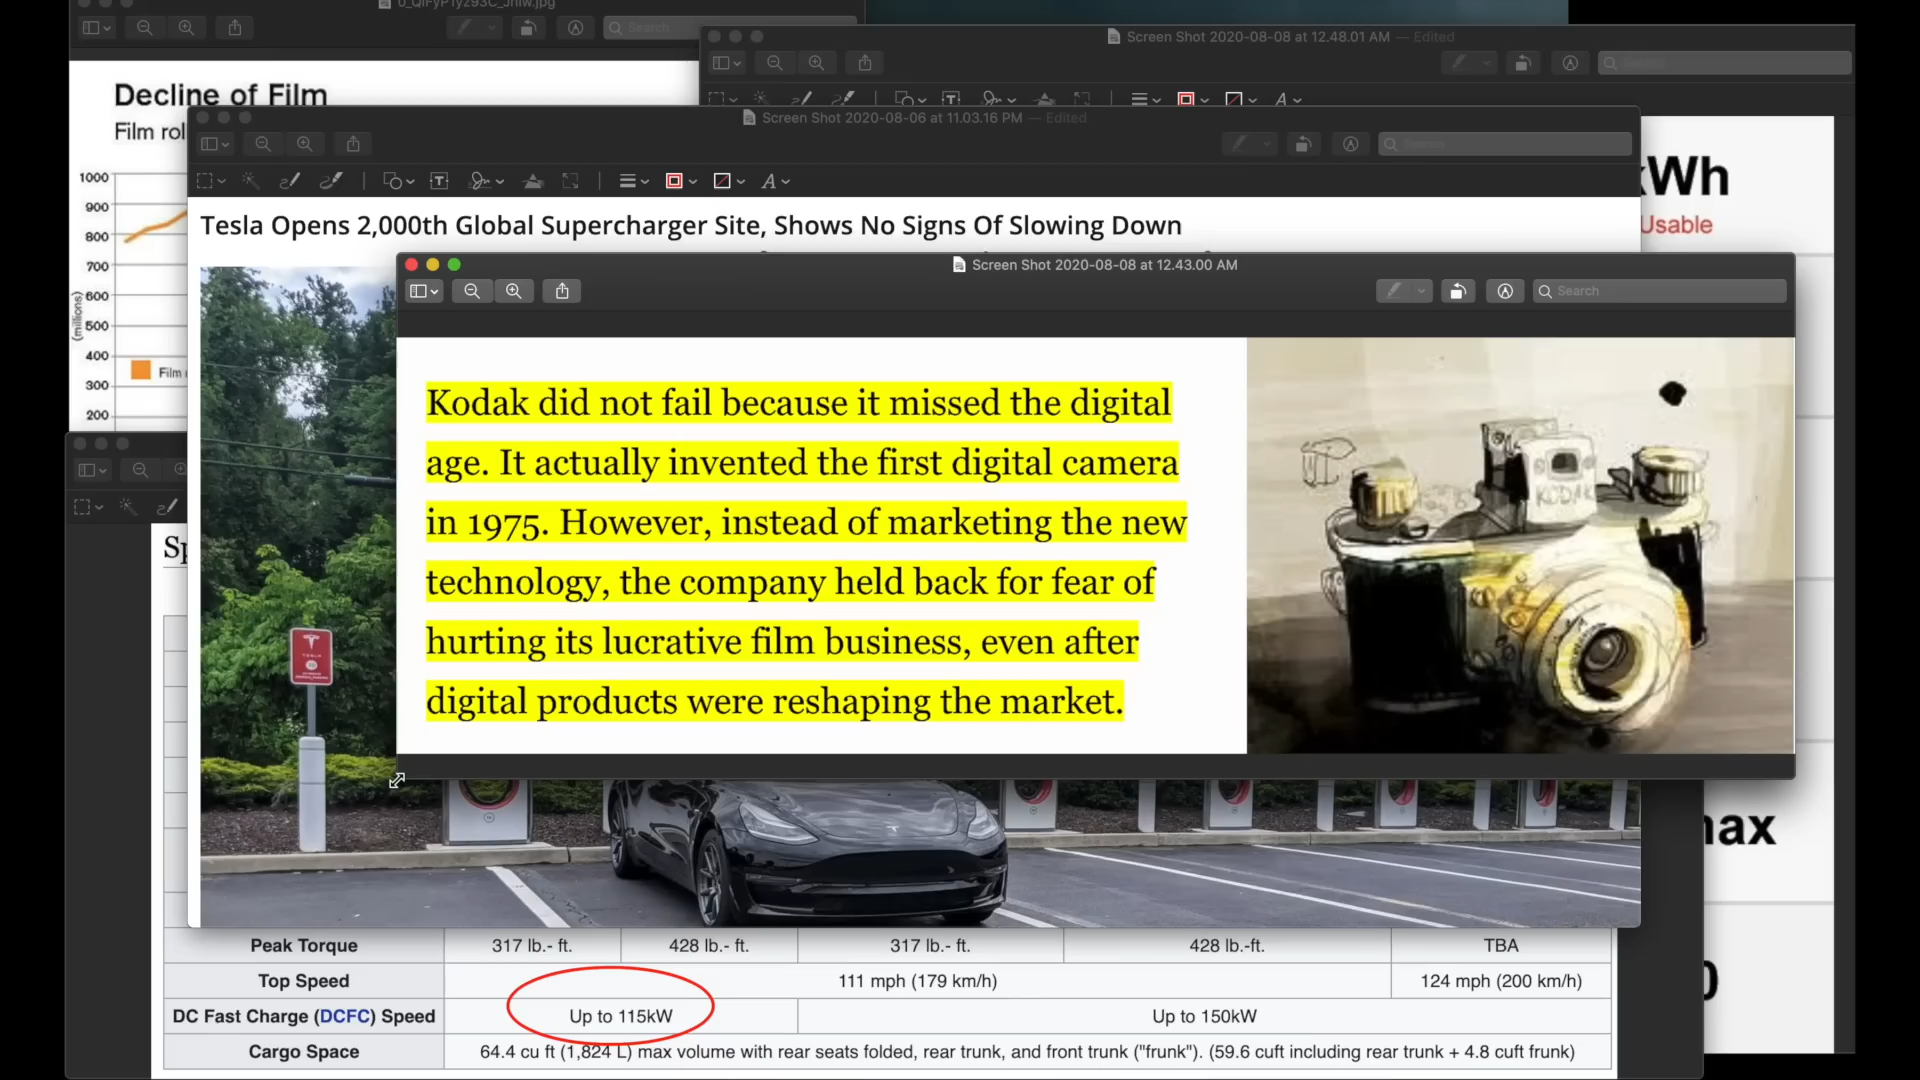 0_QIFyP1yz93C_Jhiw.jpg
Search
Screen Shot 2020-08-08 at 12.48.01 AM — Edited
Decline of Film
Film rol
1000
900
800
700
600
500
400
300
200
(millions)
Film
Screen Shot 2020-08-06 at 11.03.16 PM — Edited
kWh
Usable
Tesla Opens 2,000th Global Supercharger Site, Shows No Signs Of Slowing Down
Screen Shot 2020-08-08 at 12.43.00 AM
Search
Kodak did not fail because it missed the digital
age. It actually invented the first digital camera
in 1975. However, instead of marketing the new
technology, the company held back for fear of
hurting its lucrative film business, even after
digital products were reshaping the market.
KODAK
Sp
TESLA
max
Peak Torque 317 lb.- ft. 428 lb.- ft. 317 lb.- ft. 428 lb.-ft. TBA
Top Speed 111 mph (179 km/h) 124 mph (200 km/h)
DC Fast Charge (DCFC) Speed Up to 115kW Up to 150kW
Cargo Space 64.4 cu ft (1,824 L) max volume with rear seats folded, rear trunk, and front trunk ("frunk"). (59.6 cuft including rear trunk + 4.8 cuft frunk)
0